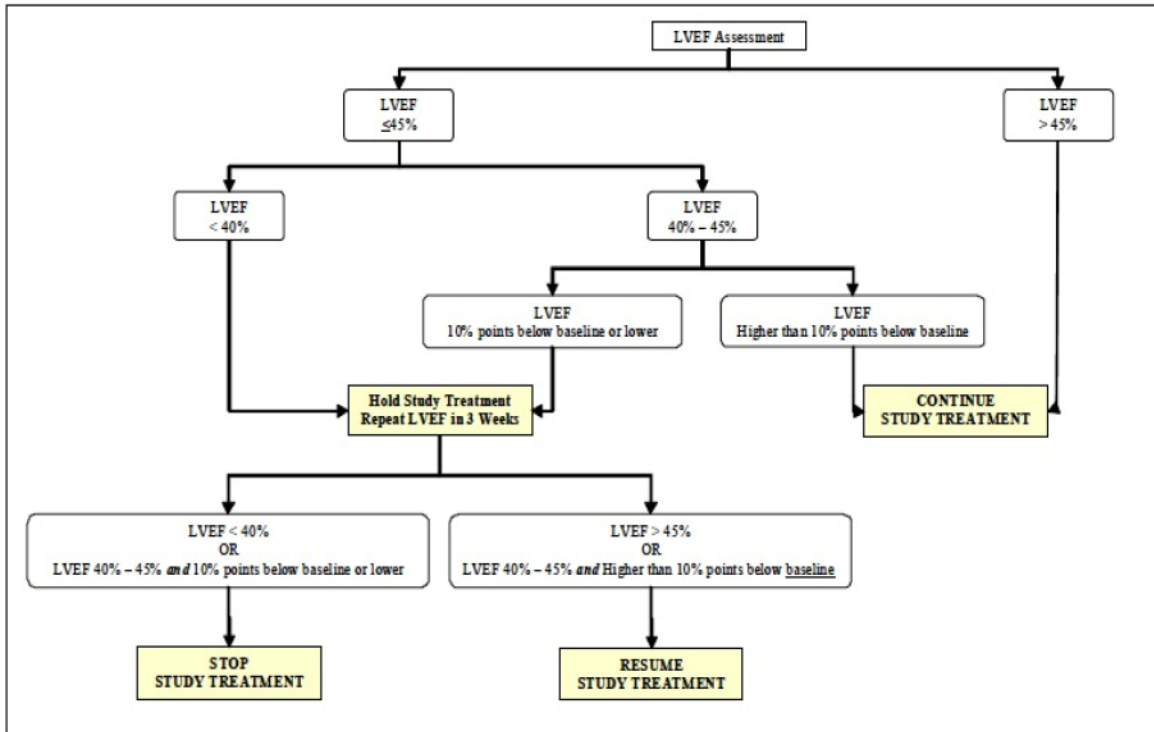 LVEF Assessment
LVEF
≤45%
LVEF
> 45%
LVEF
< 40%
LVEF
40% – 45%
LVEF
10% points below baseline or lower
LVEF
Higher than 10% points below baseline
Hold Study Treatment
Repeat LVEF in 3 Weeks
CONTINUE
STUDY TREATMENT
LVEF < 40%
OR
LVEF 40% – 45% and 10% points below baseline or lower
LVEF > 45%
OR
LVEF 40% – 45% and Higher than 10% points below baseline
STOP
STUDY TREATMENT
RESUME
STUDY TREATMENT